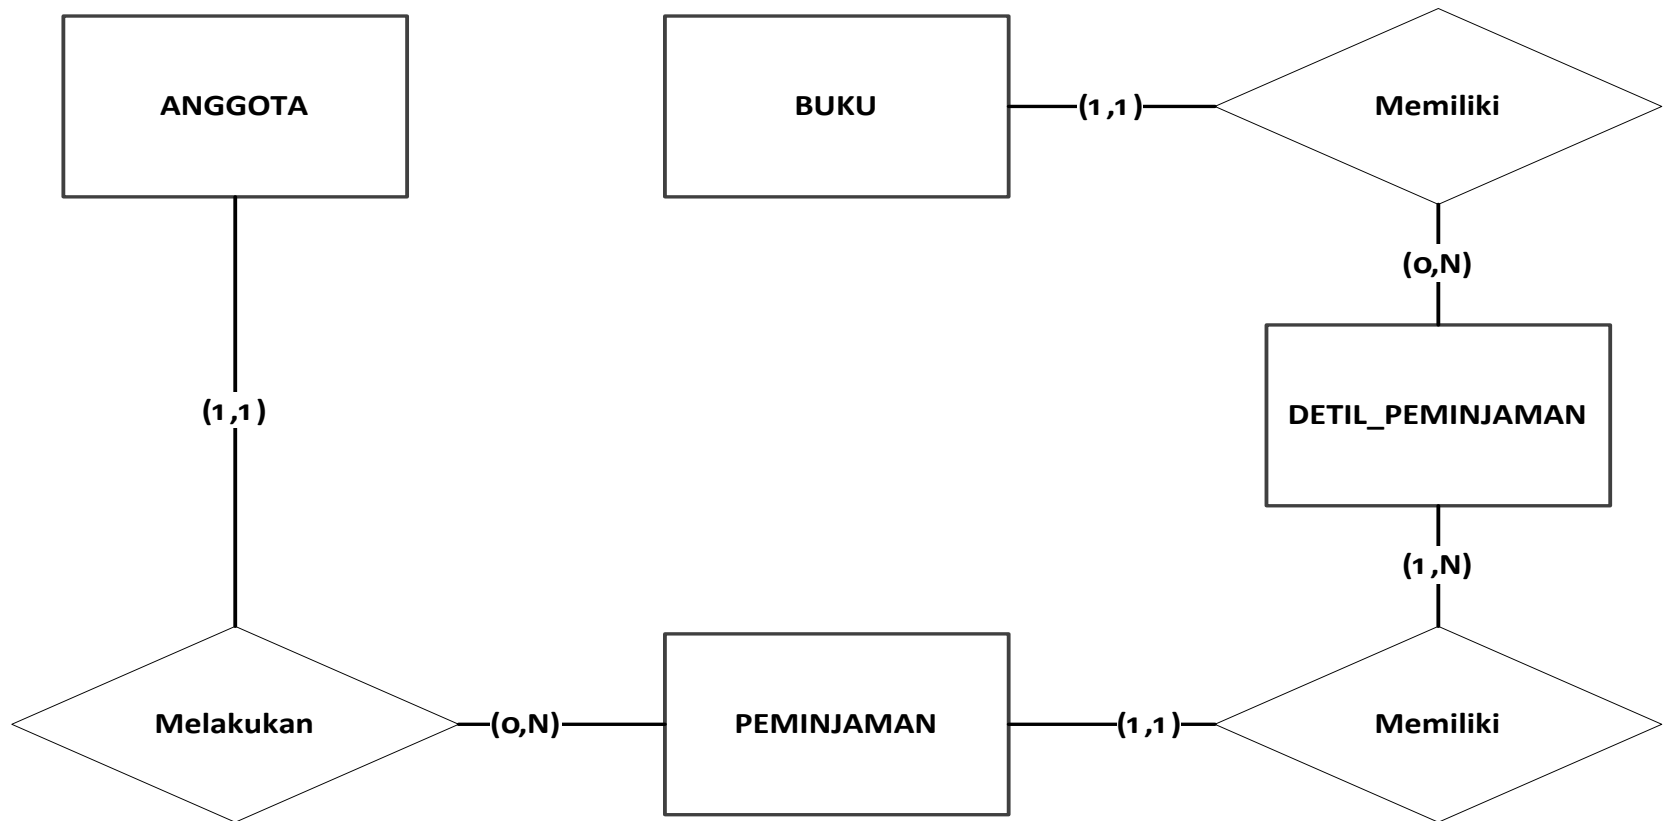 ANGGOTA
BUKU
(1,1)
Memiliki
(0,N)
(1,1)
DETIL_PEMINJAMAN
(1,N)
Melakukan
(0,N)
PEMINJAMAN
(1,1)
Memiliki